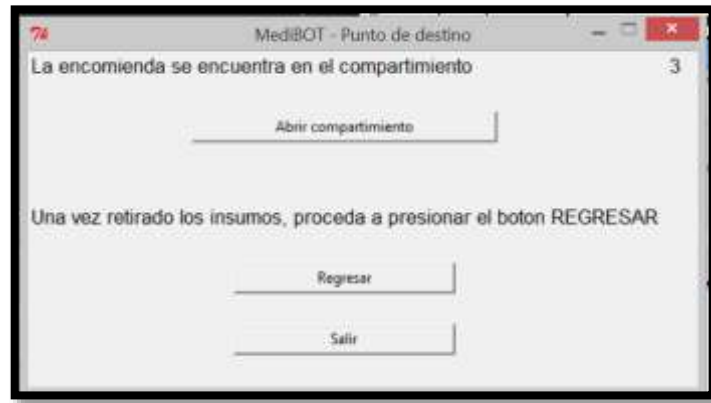 MediBOT - Punto de destino
La encomienda se encuentra en el compartimiento 3
Abrir compartimiento
Una vez retirado los insumos, proceda a presionar el boton REGRESAR
Regresar
Salir